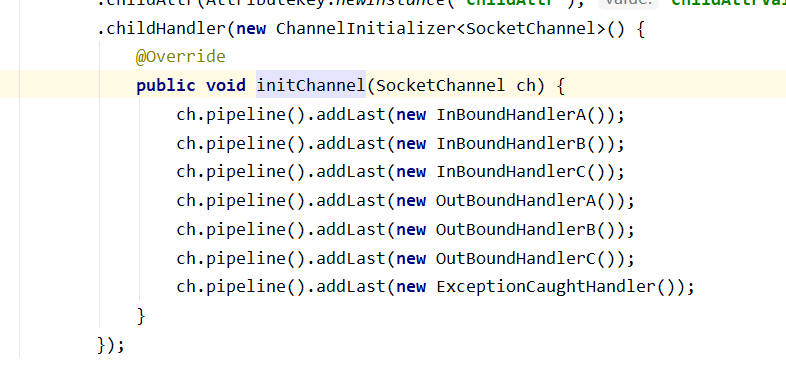 .childAttr(AttributeKey.newInstance("childAttr"), value: "childAttrVal
.childHandler(new ChannelInitializer<SocketChannel>() {
@Override
public void initChannel(SocketChannel ch) {
ch.pipeline().addLast(new InBoundHandlerA());
ch.pipeline().addLast(new InBoundHandlerB());
ch.pipeline().addLast(new InBoundHandlerC());
ch.pipeline().addLast(new OutBoundHandlerA());
ch.pipeline().addLast(new OutBoundHandlerB());
ch.pipeline().addLast(new OutBoundHandlerC());
ch.pipeline().addLast(new ExceptionCaughtHandler());
}
});